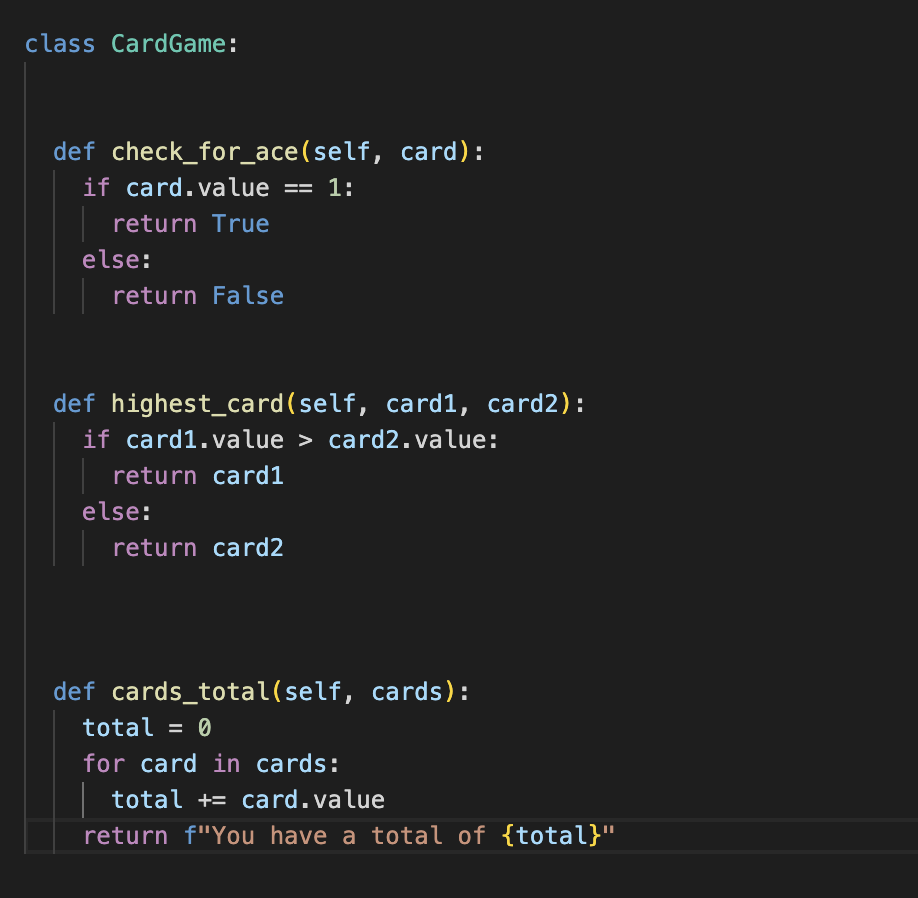 class CardGame:
  def check_for_ace(self, card):
    if card.value == 1:
      return True
    else:
      return False
  def highest_card(self, card1, card2):
    if card1.value > card2.value:
      return card1
    else:
      return card2
  def cards_total(self, cards):
    total = 0
    for card in cards:
      total += card.value
    return f"You have a total of {total}"